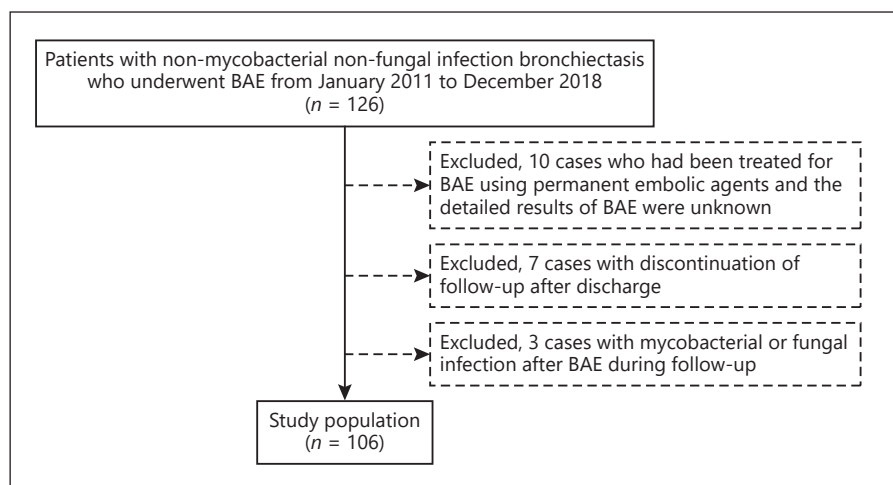 Patients with non-mycobacterial non-fungal infection bronchiectasis
who underwent BAE from January 2011 to December 2018
(n = 126)
Excluded, 10 cases who had been treated for
BAE using permanent embolic agents and the
detailed results of BAE were unknown
Excluded, 7 cases with discontinuation of
follow-up after discharge
Excluded, 3 cases with mycobacterial or fungal
infection after BAE during follow-up
Study population
(n = 106)